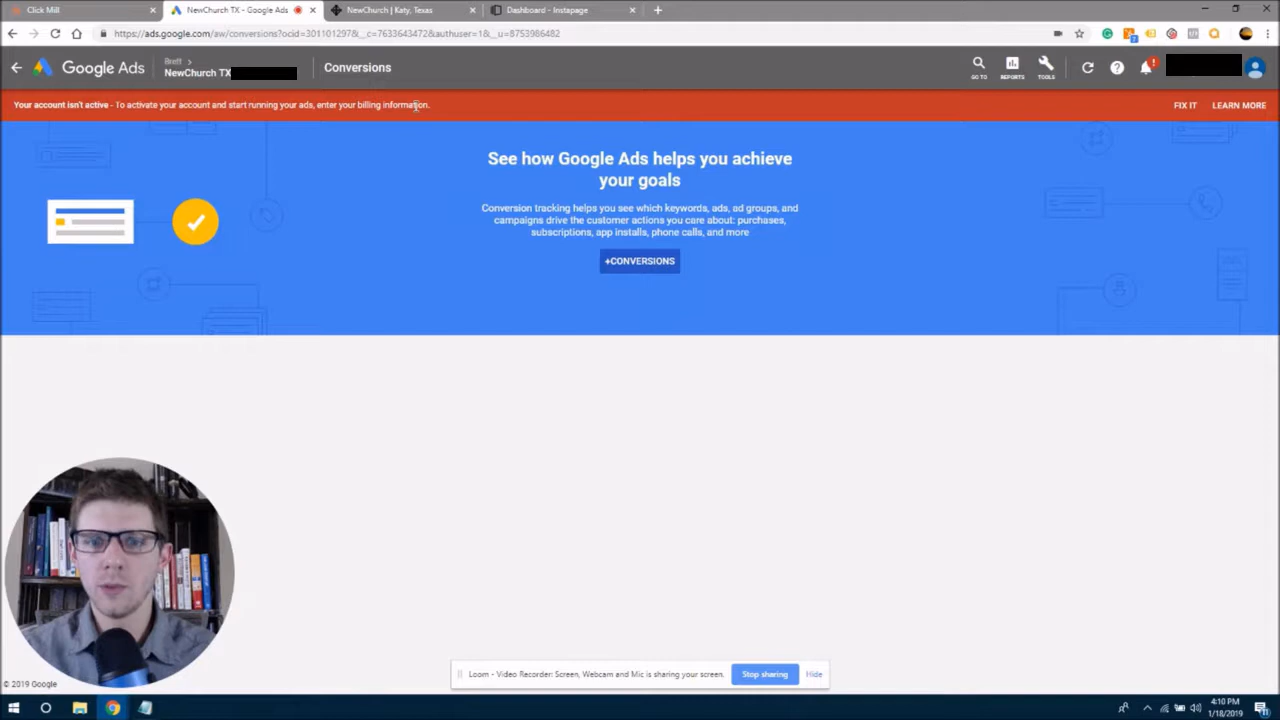 Click Mill
NewChurch TX - Google Ads
NewChurch | Katy, Texas
Dashboard - Instapage
https://ads.google.com/aw/conversions?ocid=301101297&__c=7633643472&authuser=1&__u=8753986482
Google Ads
NewChurch TX
Conversions
GO TO
REPORTS
TOOLS
Your account isn't active - To activate your account and start running your ads, enter your billing information.
FIX IT
LEARN MORE
See how Google Ads helps you achieve
your goals
Conversion tracking helps you see which keywords, ads, ad groups, and
campaigns drive the customer actions you care about: purchases,
subscriptions, app installs, phone calls, and more
+CONVERSIONS
Loom - Video Recorder: Screen, Webcam and Mic is sharing your screen.
Stop sharing
Hide
© 2019 Google
4:10 PM
1/18/2019